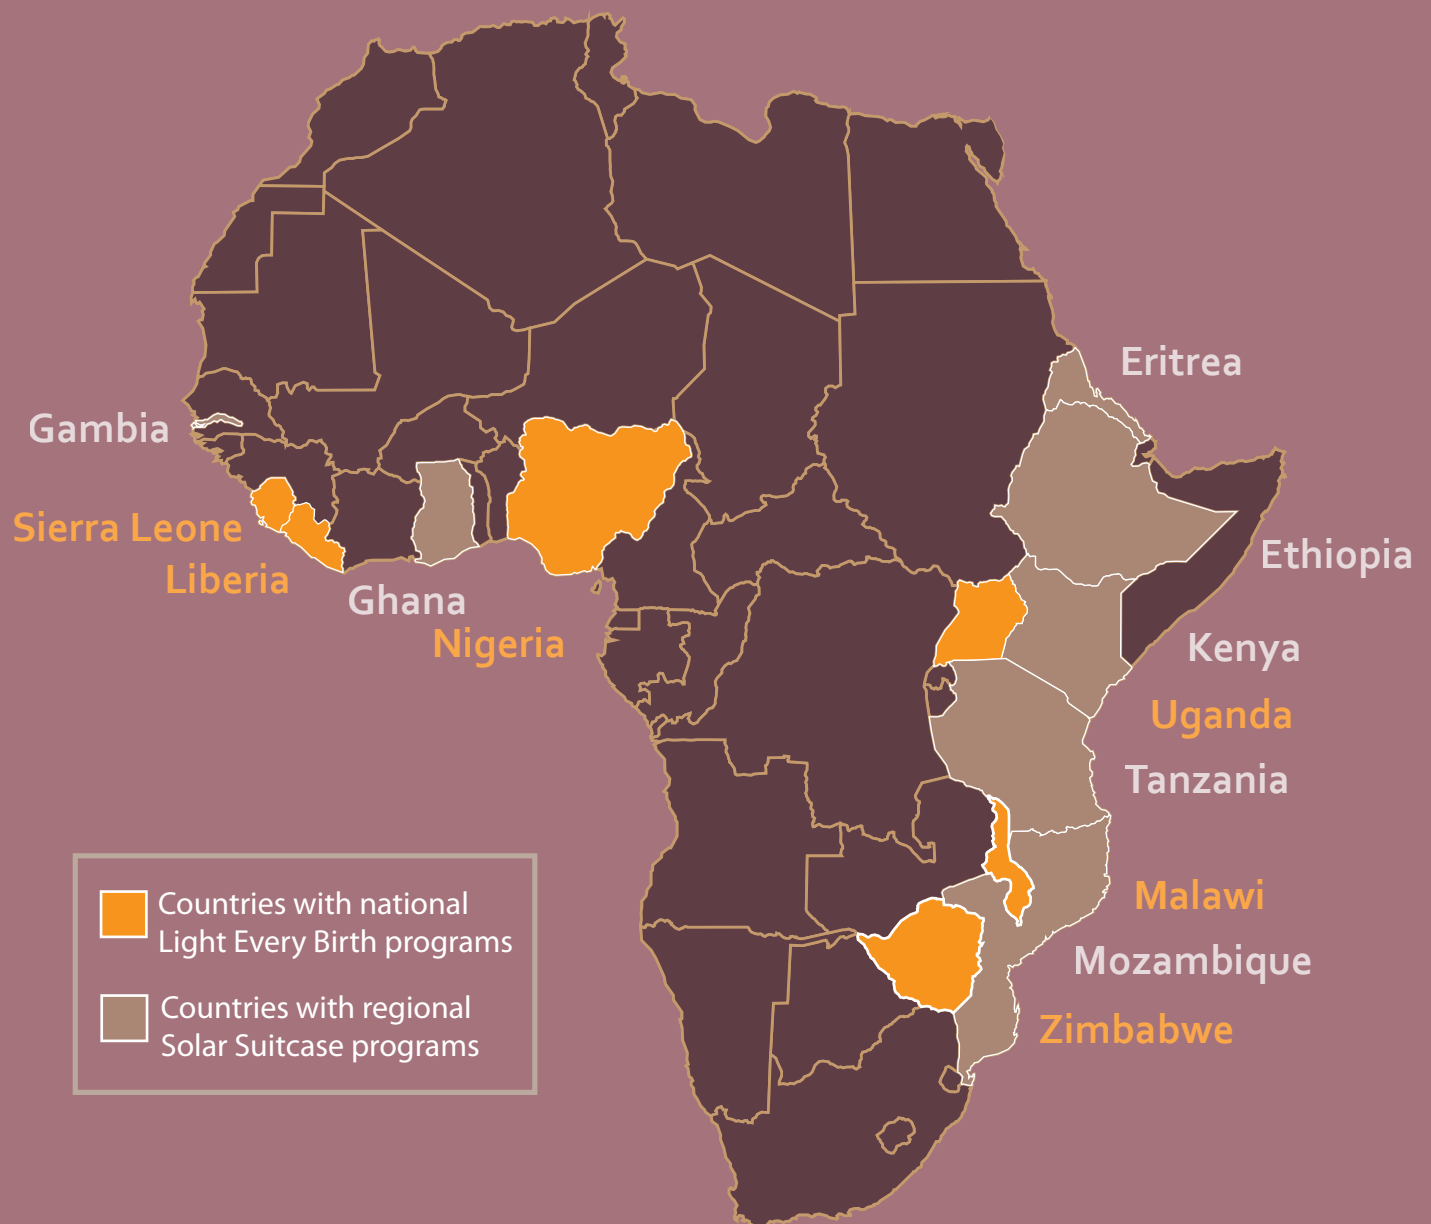 Eritrea
Gambia
Sierra Leone
Liberia
Ghana
Nigeria
Ethiopia
Kenya
Uganda
Tanzania
Malawi
Mozambique
Zimbabwe
Countries with national
Light Every Birth programs
Countries with regional
Solar Suitcase programs